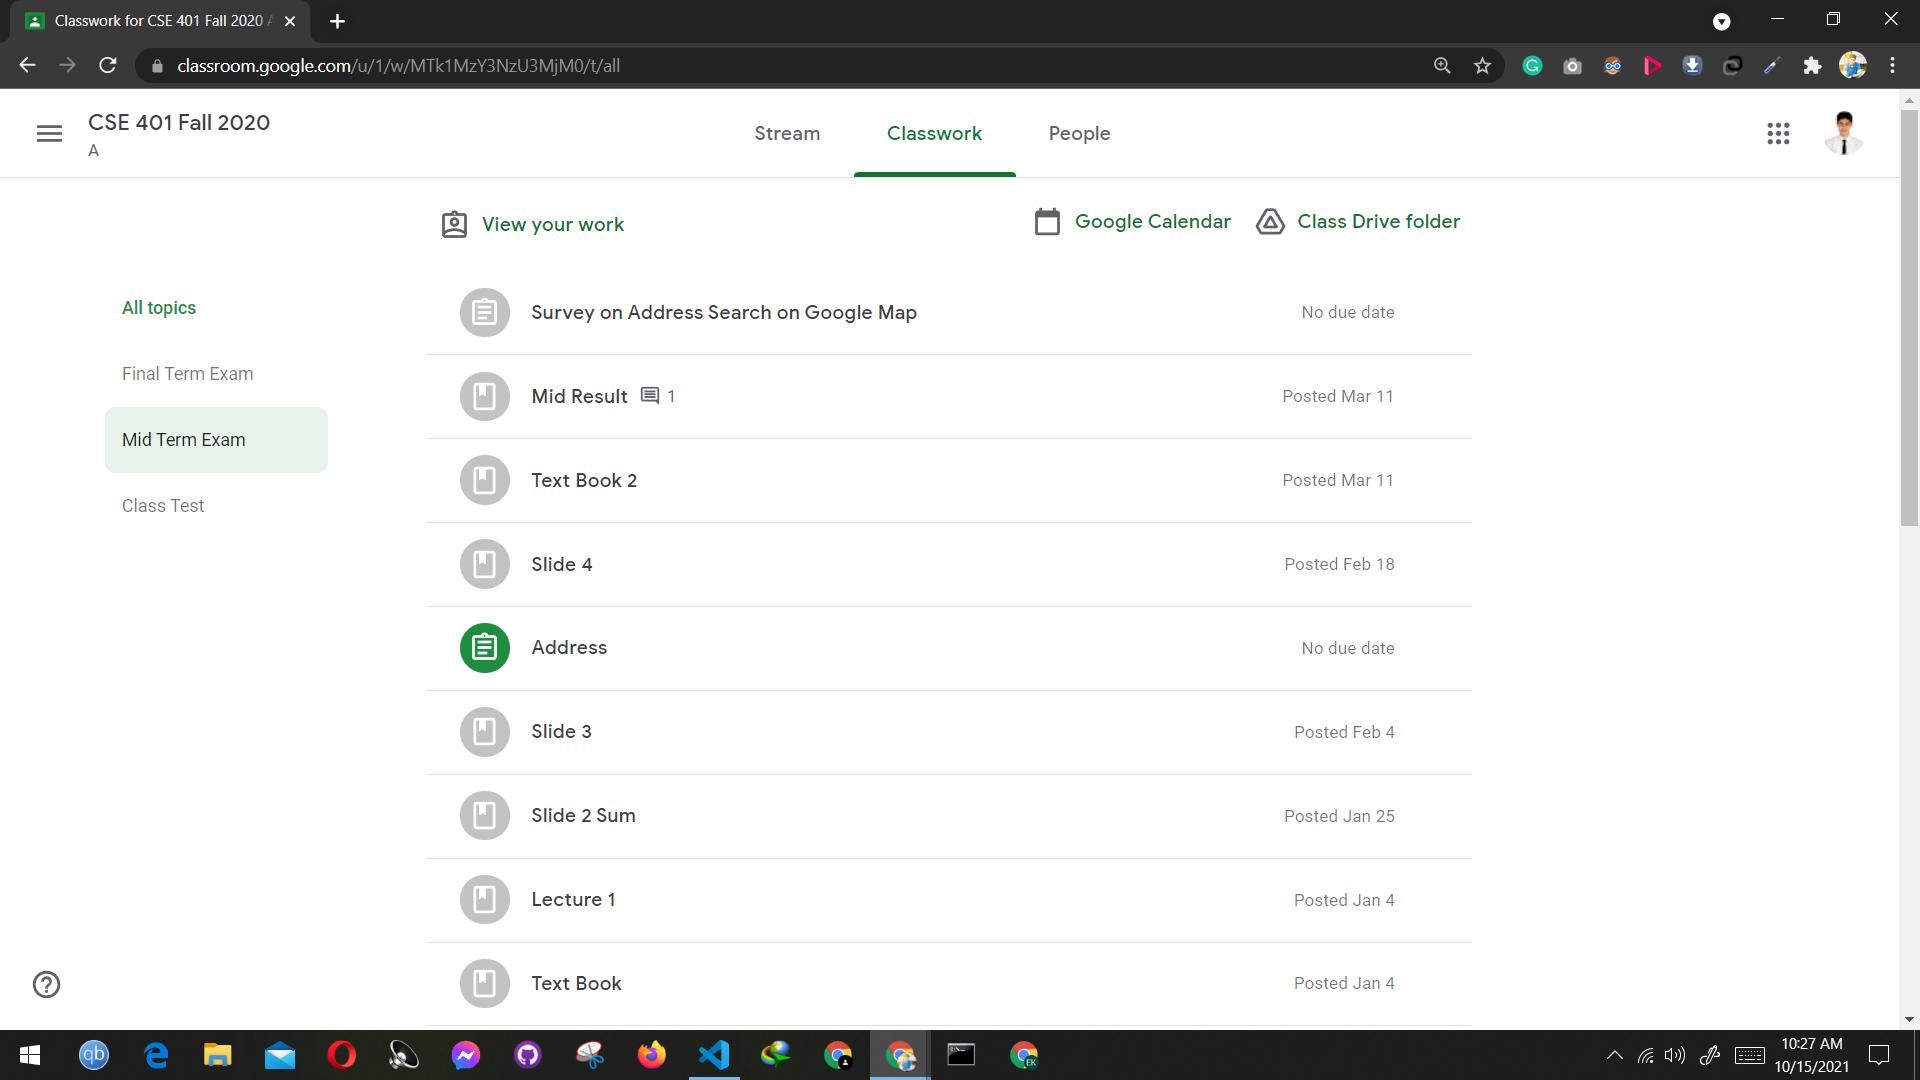 Classwork for CSE 401 Fall 2020
classroom.google.com/u/1/w/MTk1MzY3NzU3MjM0/t/all
CSE 401 Fall 2020
A
Stream
Classwork
People
View your work
Google Calendar
Class Drive folder
All topics
Final Term Exam
Mid Term Exam
Class Test
Survey on Address Search on Google Map
No due date
Mid Result 1
Posted Mar 11
Text Book 2
Posted Mar 11
Slide 4
Posted Feb 18
Address
No due date
Slide 3
Posted Feb 4
Slide 2 Sum
Posted Jan 25
Lecture 1
Posted Jan 4
Text Book
Posted Jan 4
qb
EK
10:27 AM
10/15/2021